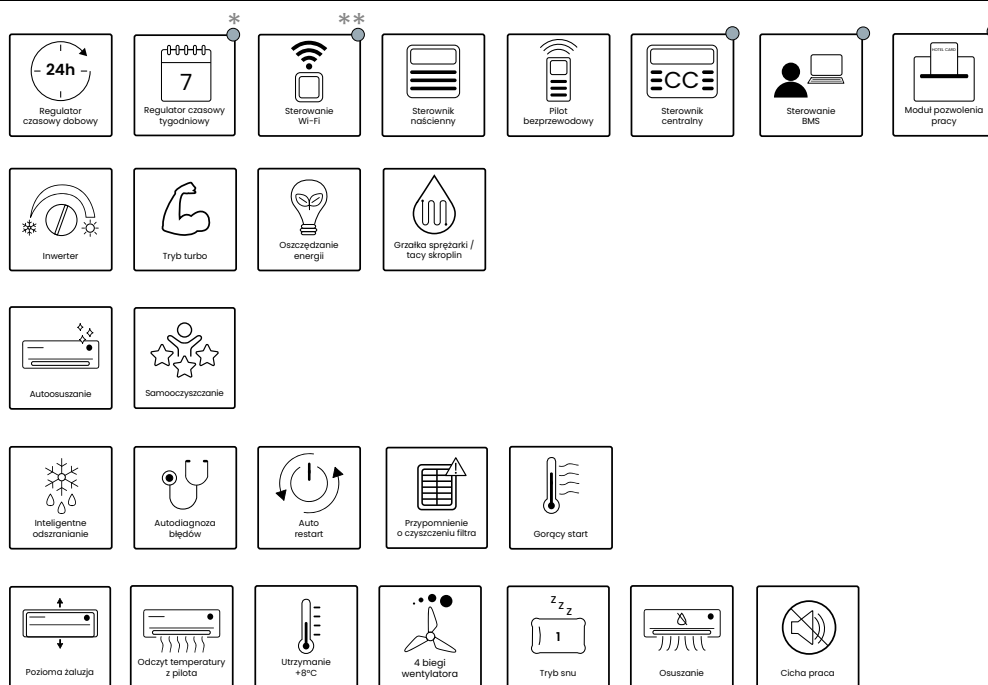 *
**
24h
Regulator
czasowy dobowy
7
Regulator czasowy
tygodniowy
Sterowanie
Wi-Fi
Sterownik
naścienny
Pilot
bezprzewodowy
CC
Sterownik
centralny
Sterowanie
BMS
HOTEL CARD
Moduł pozwolenia
pracy
Inwerter
Tryb turbo
Oszczędzanie
energii
Grzałka sprężarki /
tacy skroplin
Autoosuszanie
Samooczyszczanie
Inteligentne
odszranianie
Autodiagnoza
błędów
Auto
restart
Przypomnienie
o czyszczeniu filtra
Gorący start
Pozioma żaluzja
Odczyt temperatury
z pilota
Utrzymanie
+8°C
4 biegi
wentylatora
z z z
1
Tryb snu
Osuszanie
Cicha praca